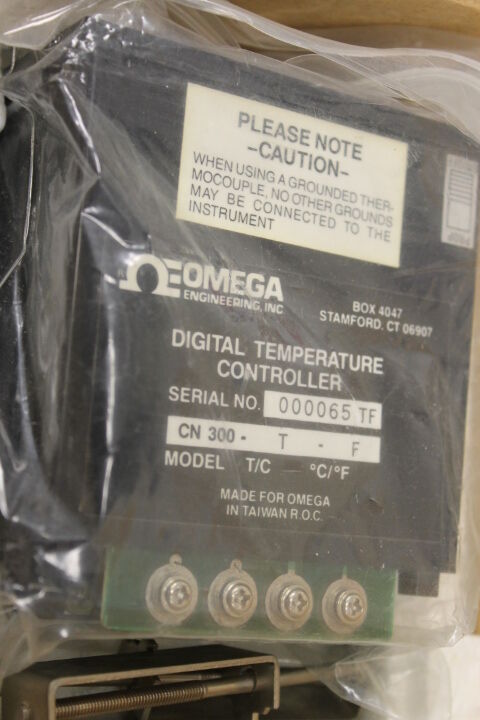 PLEASE NOTE
-CAUTION-
WHEN USING A GROUNDED THER-
MOCOUPLE, NO OTHER GROUNDS
MAY BE CONNECTED TO THE
INSTRUMENT
OMEGA
ENGINEERING, INC.
BOX 4047
STAMFORD, CT 06907
DIGITAL TEMPERATURE
CONTROLLER
SERIAL NO. 000065 TF
CN 300 - T - F
MODEL T/C — °C/°F
MADE FOR OMEGA
IN TAIWAN R.O.C.